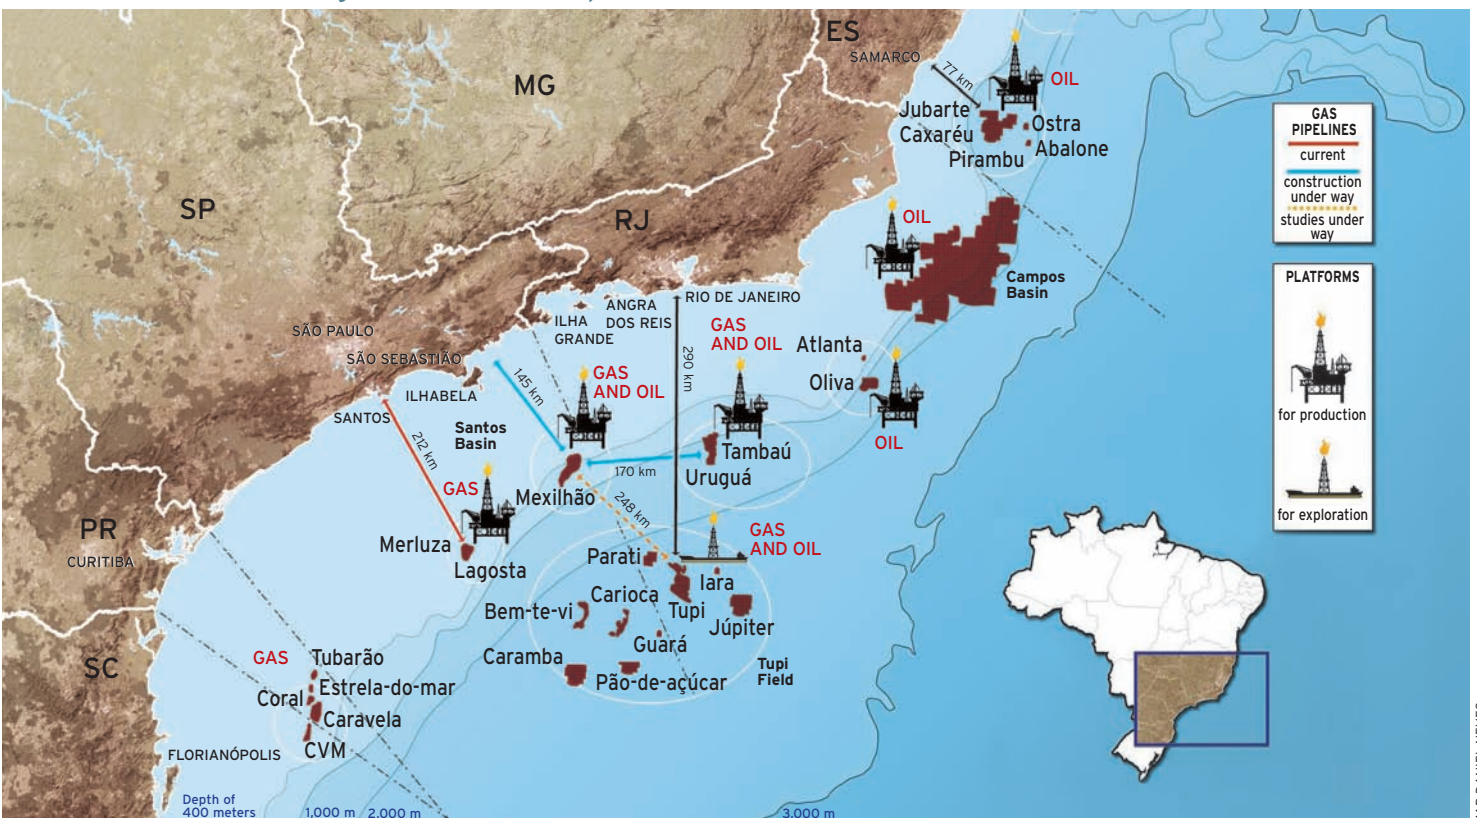 ES
SAMARCO
MG
77 km
OIL
Jubarte
Caxaréu
Ostra
Abalone
Pirambu
GAS
PIPELINES
current
construction
under way
studies under
way
SP
RJ
OIL
Campos
Basin
PLATFORMS
for production
for exploration
RIO DE JANEIRO
ANGRA
DOS REIS
ILHA
GRANDE
SÃO PAULO
SÃO SEBASTIÃO
ILHABELA
SANTOS
GAS
AND OIL
290 km
Atlanta
Oliva
OIL
145 km
GAS
AND OIL
Santos
Basin
212 km
Tambaú
Uruguá
170 km
GAS
Mexilhão
248 km
PR
CURITIBA
Merluza
Lagosta
GAS
AND OIL
Parati
Iara
Carioca
Bem-te-vi
Tupi
Júpiter
Guará
Caramba
Pão-de-açúcar
Tupi
Field
SC
GAS
Tubarão
Estrela-do-mar
Coral
Caravela
CVM
FLORIANÓPOLIS
Depth of
400 meters
1,000 m
2.000 m
3.000 m